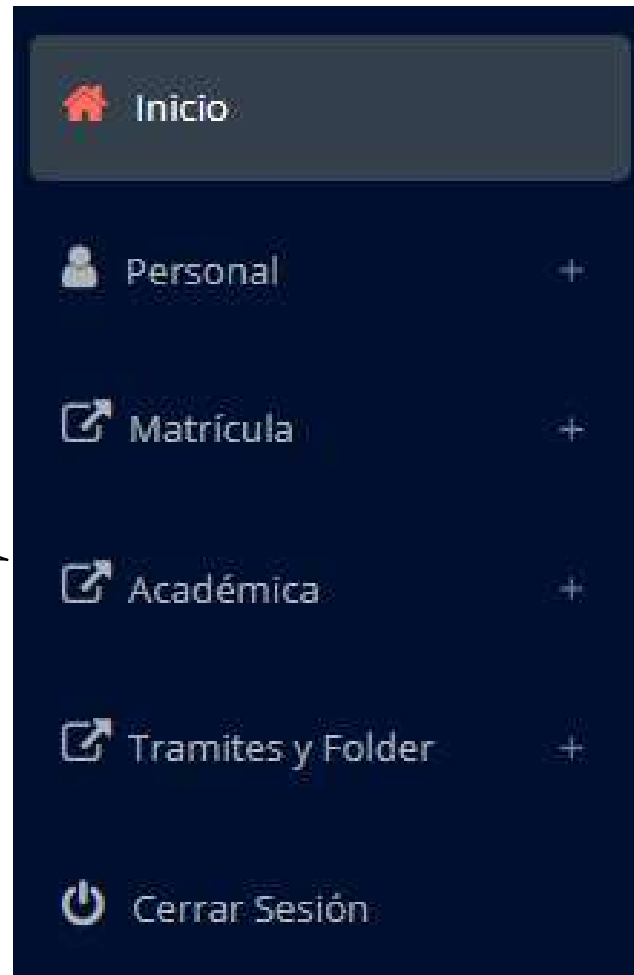 Inicio
Personal +
Matrícula +
Académica +
Tramites y Folder +
Cerrar Sesión